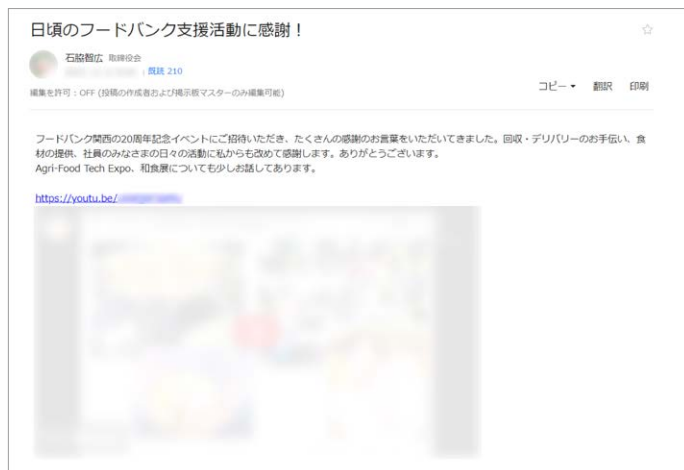 日頃のフードバンク支援活動に感謝！
石脇智広 取締役会
既読 210
編集を許可：OFF (投稿の作成者および掲示板マスターのみ編集可能)
コピー 翻訳 印刷
フードバンク関西の20周年記念イベントにご招待いただき、たくさんの感謝のお言葉をいただいてきました。回収・デリバリーのお手伝い、食
材の提供、社員のみなさまの日々の活動に私からも改めて感謝します。ありがとうございます。
Agri-Food Tech Expo、和食展についても少しお話してあります。
https://youtu.be/